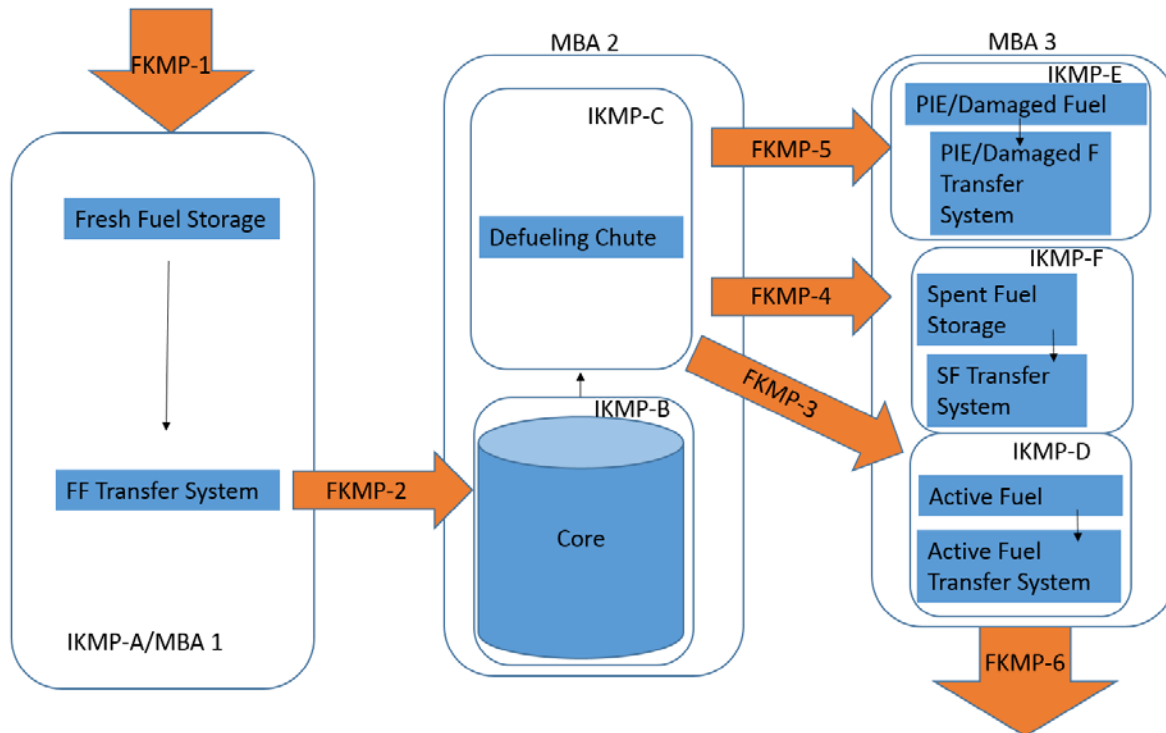 FKMP-1
Fresh Fuel Storage
FF Transfer System
IKMP-A/MBA 1
FKMP-2
MBA 2
IKMP-C
Defueling Chute
IKMP-B
Core
FKMP-5
FKMP-4
FKMP-3
MBA 3
IKMP-E
PIE/Damaged Fuel
PIE/Damaged F
Transfer
System
IKMP-F
Spent Fuel
Storage
SF Transfer
System
IKMP-D
Active Fuel
Active Fuel
Transfer System
FKMP-6